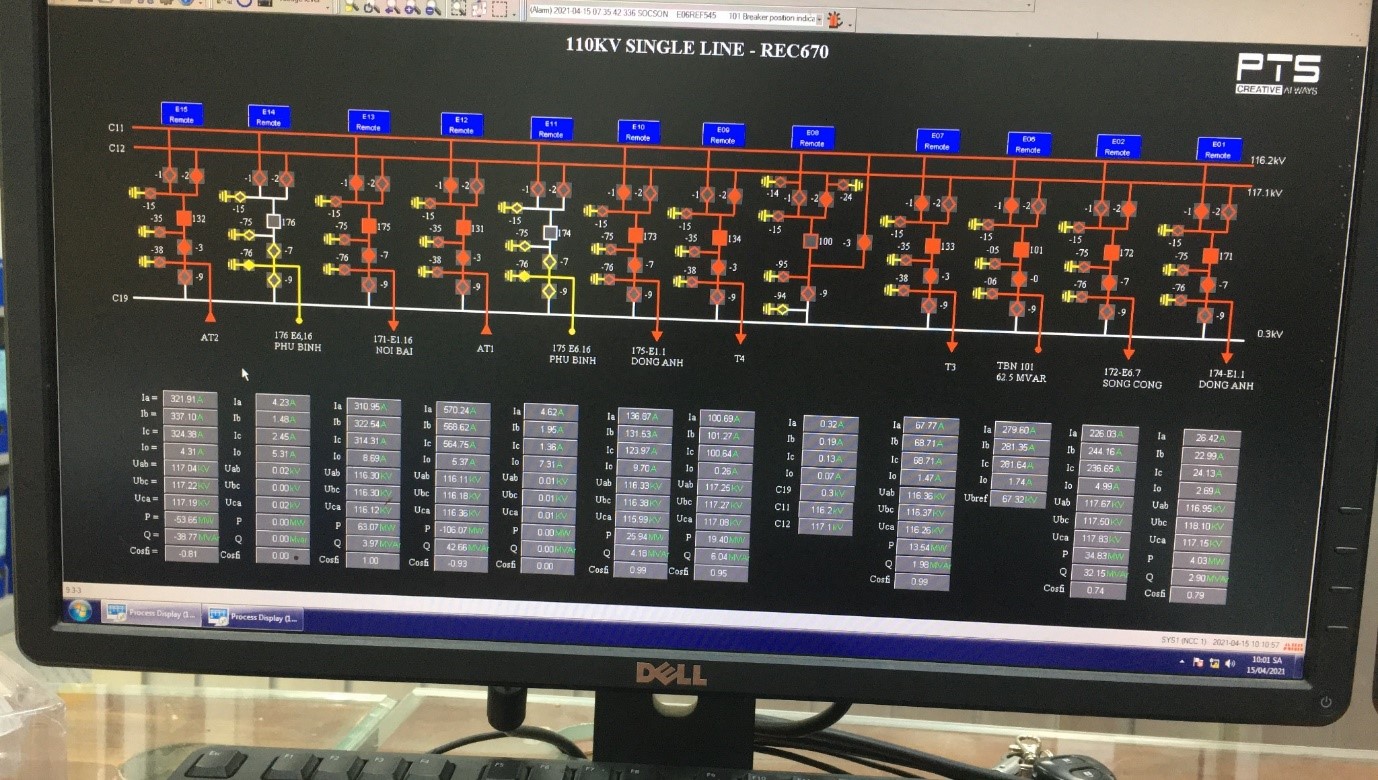 (Alarm) 2021-04-15 07:35:42.336 SOCSON E06REF545 101 Breaker position indica
110KV SINGLE LINE - REC670
PTS
CREATIVE ALWAYS
E15 Remote
E14 Remote
E13 Remote
E12 Remote
E11 Remote
E10 Remote
E09 Remote
E08 Remote
E07 Remote
E06 Remote
E02 Remote
E01 Remote
C11
116.2kV
C12
117.1kV
-1 -2 -15 -35 132 -3 -38 -9
-1 -2 -15 -75 176 -7 -76 -9
-1 -2 -15 -75 175 -7 -76 -9
-1 -2 -15 -35 131 -3 -38 -9
-1 -2 -15 -75 174 -7 -76 -9
-1 -2 -15 -75 173 -7 -76 -9
-1 -2 -15 -35 134 -3 -38 -9
-14 -1 -2 -24 -15 100 -3 -95 -94 -9
-1 -2 -15 -35 133 -3 -38 -9
-1 -2 -15 -05 101 -0 -06 -9
-1 -2 -15 -75 172 -7 -76 -9
-1 -2 -15 -75 171 -7 -76 -9
C19
0.3kV
AT2
176 E6.16
PHU BINH
171-E1.16
NOI BAI
AT1
175 E6.16
PHU BINH
175-E1.1
DONG ANH
T4
T3
TBN 101
62.5 MVAR
172-E6.7
SONG CONG
174-E1.1
DONG ANH
Ia = 321.91A
Ib = 337.10A
Ic = 324.38A
Io = 4.31A
Uab = 117.04KV
Ubc = 117.22KV
Uca = 117.19KV
P = -53.66MW
Q = -38.77MVAr
Cosfi = -0.81
Ia 4.23A
Ib 1.48A
Ic 2.45A
Io 5.31A
Uab 0.02kV
Ubc 0.00kV
Uca 0.02kV
P 0.00MW
Q 0.00MVAr
Cosfi 0.00
Ia 310.95A
Ib 322.54A
Ic 314.31A
Io 8.69A
Uab 116.30KV
Ubc 116.30KV
Uca 116.12KV
P 63.07MW
Q 3.97MVAr
Cosfi 1.00
Ia 570.24A
Ib 568.62A
Ic 564.75A
Io 5.37A
Uab 116.11KV
Ubc 116.18KV
Uca 116.36KV
P -106.07MW
Q 42.66MVAr
Cosfi -0.93
Ia 4.62A
Ib 1.95A
Ic 1.36A
Io 7.31A
Uab 0.01KV
Ubc 0.01KV
Uca 0.01KV
P 0.00MW
Q 0.00MVAr
Cosfi 0.00
Ia 136.87A
Ib 131.53A
Ic 123.97A
Io 9.70A
Uab 116.33KV
Ubc 116.38KV
Uca 115.99KV
P 25.94MW
Q 4.18MVAr
Cosfi 0.99
Ia 100.69A
Ib 101.27A
Ic 100.64A
Io 0.26A
Uab 117.25KV
Ubc 117.27KV
Uca 117.08KV
P 19.40MW
Q 6.04MVAr
Cosfi 0.95
Ia 0.32A
Ib 0.19A
Ic 0.13A
Io 0.07A
C19 0.3kV
C11 116.2kV
C12 117.1kV
Ia 67.77A
Ib 68.71A
Ic 68.71A
Io 1.47A
Uab 116.36KV
Ubc 116.37KV
Uca 116.26KV
P 13.64MW
Q 1.98MVAr
Cosfi 0.99
Ia 279.60A
Ib 281.35A
Ic 281.64A
Io 1.74A
Ubref 67.32KV
Ia 226.03A
Ib 244.16A
Ic 236.65A
Io 4.99A
Uab 117.67KV
Ubc 117.50KV
Uca 117.83KV
P 34.83MW
Q 32.15MVAr
Cosfi 0.74
Ia 26.42A
Ib 22.99A
Ic 24.13A
Io 2.69A
Uab 116.95KV
Ubc 118.10KV
Uca 117.15KV
P 4.03MW
Q 2.90MVAr
Cosfi 0.79
9.3-3
SYS1 (NCC 1) 2021-04-15 10:10:57 ABB
Process Display (1...
Process Display (1...
10:01 SA
15/04/2021
DELL